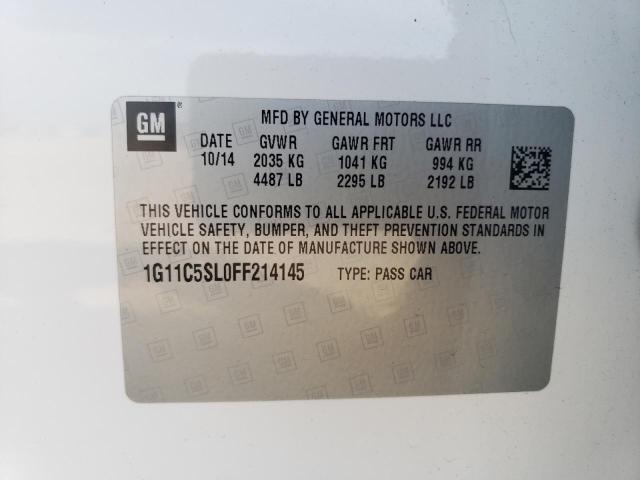 GM®
MFD BY GENERAL MOTORS LLC
DATE GVWR GAWR FRT GAWR RR
10/14 2035 KG 1041 KG 994 KG
4487 LB 2295 LB 2192 LB
THIS VEHICLE CONFORMS TO ALL APPLICABLE U.S. FEDERAL MOTOR
VEHICLE SAFETY, BUMPER, AND THEFT PREVENTION STANDARDS IN
EFFECT ON THE DATE OF MANUFACTURE SHOWN ABOVE.
1G11C5SL0FF214145 TYPE: PASS CAR